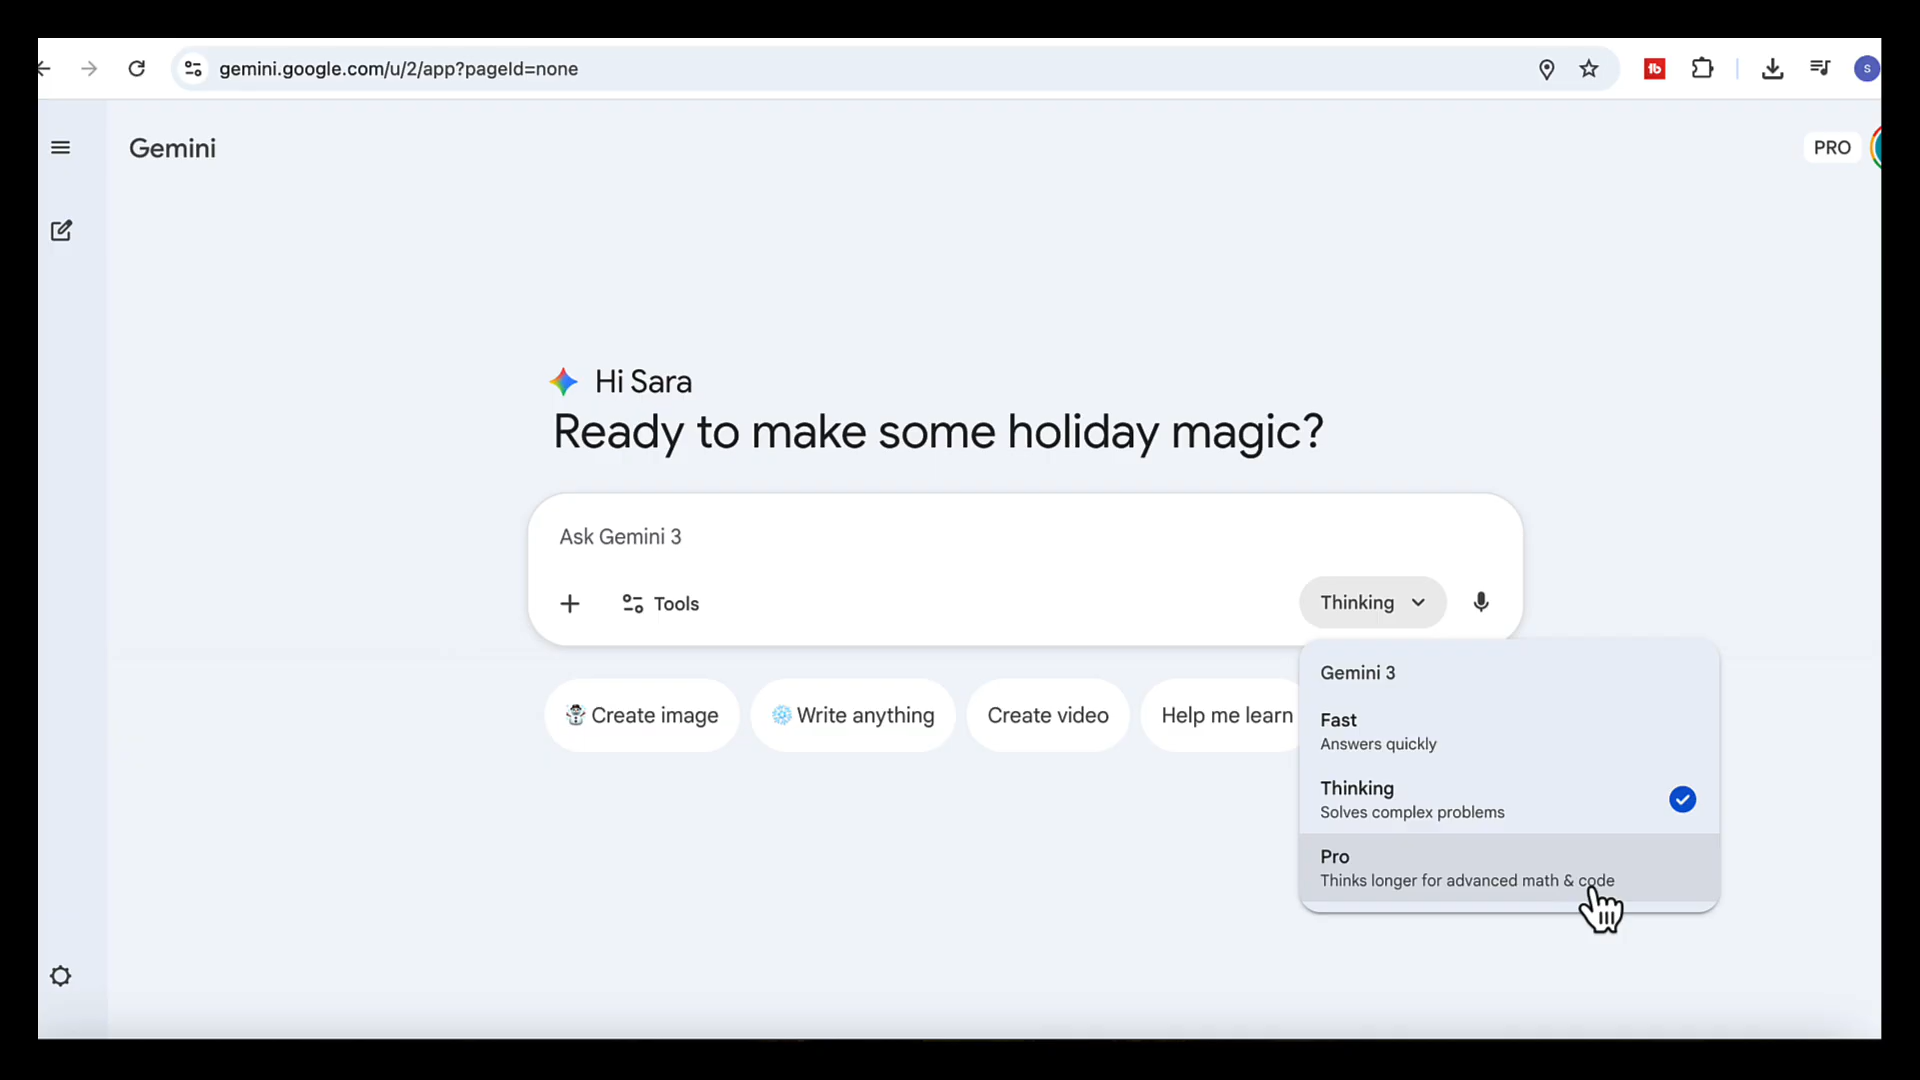 gemini.google.com/u/2/app?pageId=none
tb
s
Gemini
PRO
Hi Sara
Ready to make some holiday magic?
Ask Gemini 3
Tools
Thinking
Create image
Write anything
Create video
Help me learn
Gemini 3
Fast
Answers quickly
Thinking
Solves complex problems
Pro
Thinks longer for advanced math & code